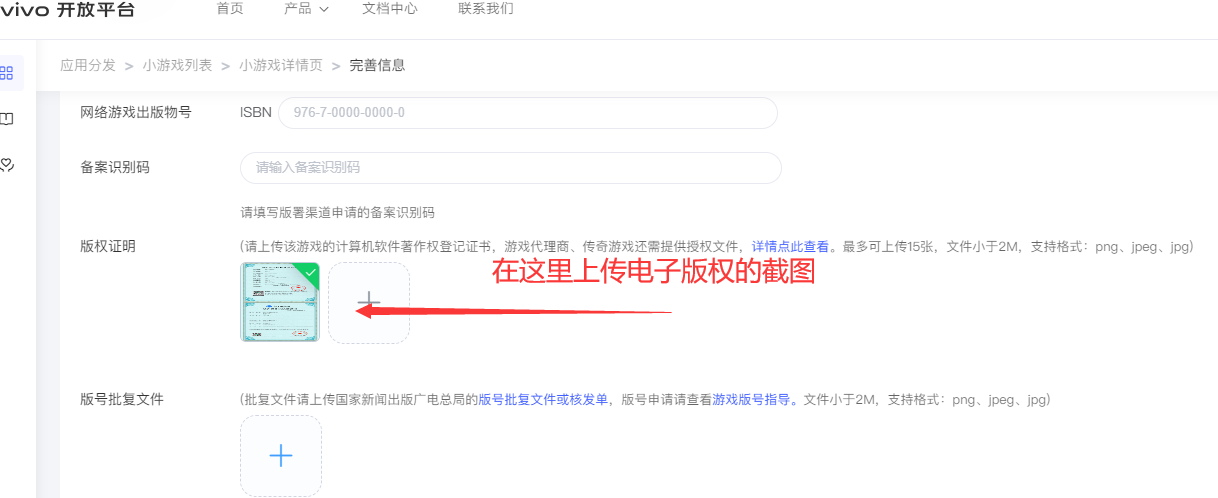 vivo 开放平台 首页 产品 文档中心 联系我们
应用分发 > 小游戏列表 > 小游戏详情页 > 完善信息
网络游戏出版物号 ISBN 976-7-0000-0000-0
备案识别码 请输入备案识别码
请填写版署渠道申请的备案识别码
版权证明 (请上传该游戏的计算机软件著作权登记证书，游戏代理商、传奇游戏还需提供授权文件，详情点此查看。最多可上传15张，文件小于2M，支持格式：png、jpeg、jpg)
在这里上传电子版权的截图
版号批复文件 (批复文件请上传国家新闻出版广电总局的版号批复文件或核发单，版号申请请查看游戏版号指导。文件小于2M，支持格式：png、jpeg、jpg)